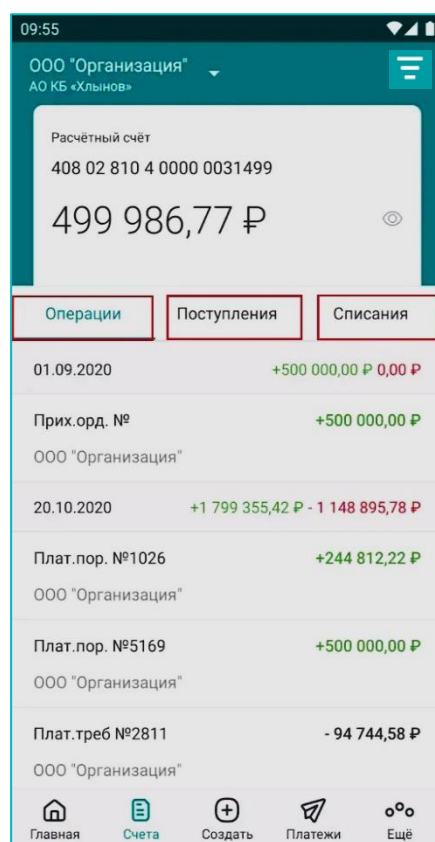 09:55
ООО "Организация"
АО КБ «Хлынов»
Расчётный счёт
408 02 810 4 0000 0031499
499 986,77 ₽
Операции Поступления Списания
01.09.2020 +500 000,00 ₽ 0,00 ₽
Прих.орд. № +500 000,00 ₽
ООО "Организация"
20.10.2020 +1 799 355,42 ₽ - 1 148 895,78 ₽
Плат.пор. №1026 +244 812,22 ₽
ООО "Организация"
Плат.пор. №5169 +500 000,00 ₽
ООО "Организация"
Плат.треб №2811 - 94 744,58 ₽
ООО "Организация"
Главная Счета Создать Платежи Ещё